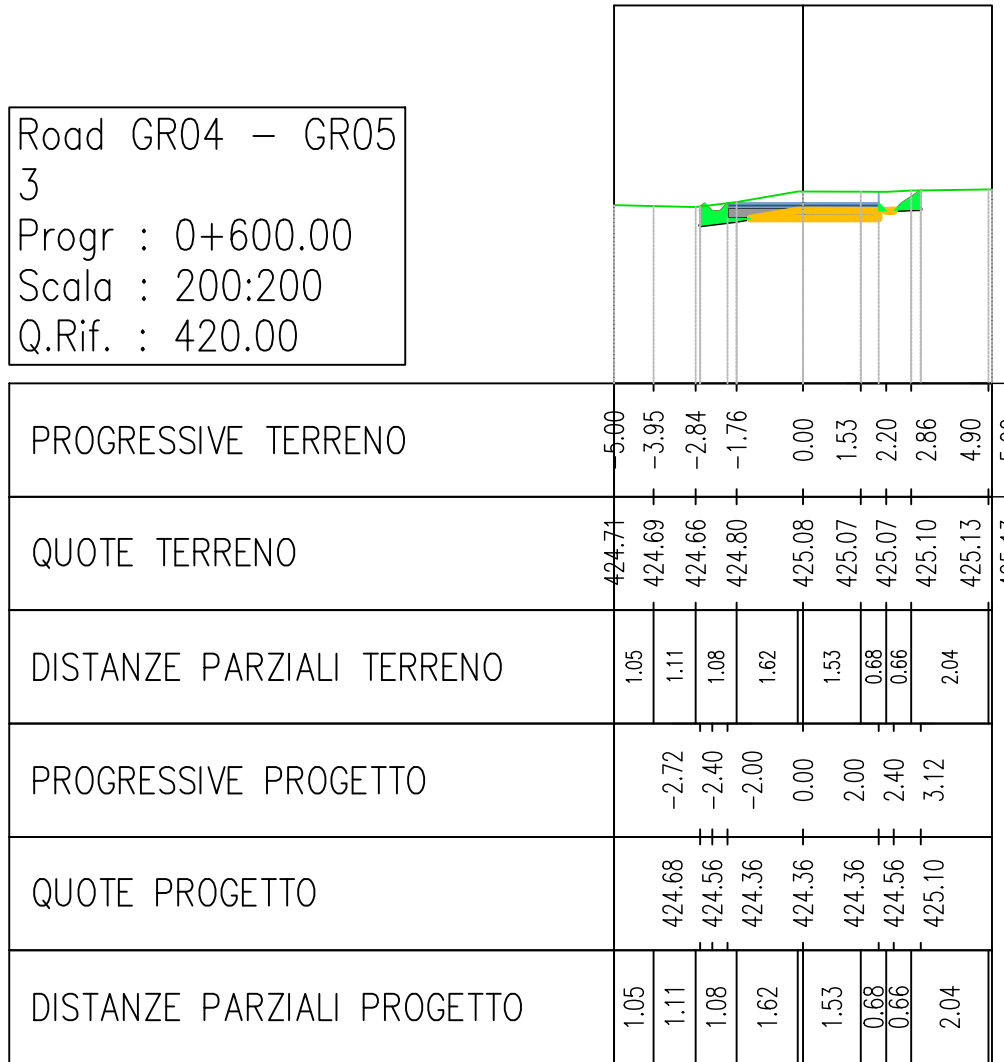 Road GR04 - GR05
3
Progr : 0+600.00
Scala : 200:200
Q.Rif. : 420.00
PROGRESSIVE TERRENO -5.00 -3.95 -2.84 -1.76 0.00 1.53 2.20 2.86 4.90
QUOTE TERRENO 424.71 424.69 424.66 424.80 425.08 425.07 425.07 425.10 425.13
DISTANZE PARZIALI TERRENO 1.05 1.11 1.08 1.62 1.53 0.68 0.66 2.04
PROGRESSIVE PROGETTO -2.72 -2.40 -2.00 0.00 2.00 2.40 3.12
QUOTE PROGETTO 424.68 424.56 424.36 424.36 424.36 424.56 425.10
DISTANZE PARZIALI PROGETTO 1.05 1.11 1.08 1.62 1.53 0.68 0.66 2.04